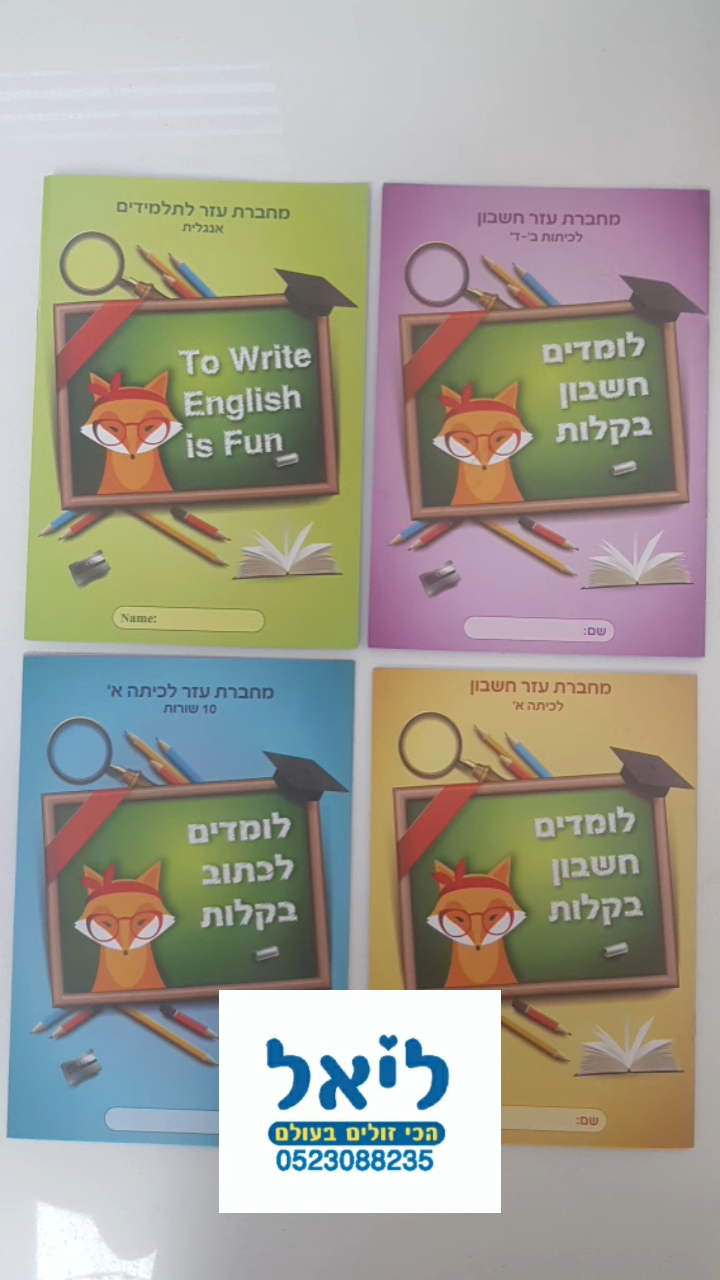 מחברת עזר לתלמידים
אנגלית
To Write
English
is Fun
Name:
מחברת עזר חשבון
לכיתות ב'-ד'
לומדים
חשבון
בקלות
שם:
מחברת עזר לכיתה א'
10 שורות
לומדים
לכתוב
בקלות
מחברת עזר חשבון
לכיתה א'
לומדים
חשבון
בקלות
שם:
ליאל
הכי זולים בעולם
0523088235